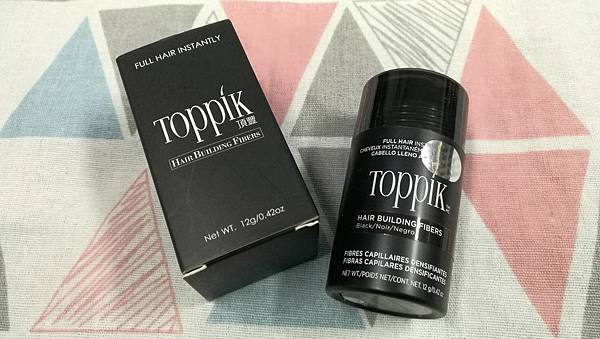 FULL HAIR INSTANTLY
TOPPIK
頂豐
HAIR BUILDING FIBERS
Net WT. 12g/0.42oz
FULL HAIR
CHEVEUX
CABELLO LLENO
TOPPIK
HAIR BUILDING FIBERS
Black/Noir/Negro
FIBRES CAPILLAIRES DENSIFIANTES
FIBRAS CAPILARES DENSIFICANTES
NET WT./POIDS NET/CONT. NET. 12 g/0.42 oz